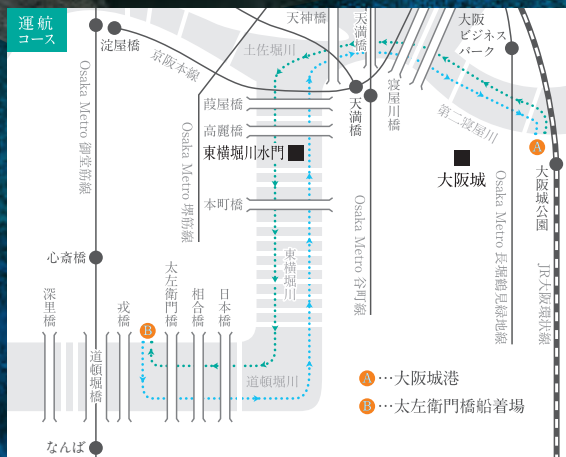 運航
コース
淀屋橋
京阪本線
土佐堀川
天神橋
天満橋
大阪
ビジネス
パーク
Osaka Metro 御堂筋線
Osaka Metro 堺筋線
葭屋橋
高麗橋
東横堀川水門
天満橋
寝屋川橋
第二寝屋川
A
大阪城
大阪城公園
本町橋
Osaka Metro 谷町線
Osaka Metro 長堀鶴見緑地線
JR大阪環状線
東横堀川
心斎橋
深里橋
道頓堀橋
戎橋
B
太左衛門橋
相合橋
日本橋
道頓堀川
なんば
A…大阪城港
B…太左衛門橋船着場